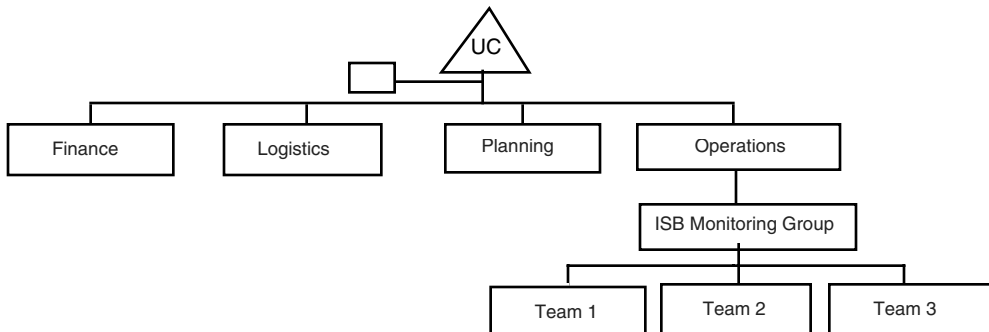 UC
Finance
Logistics
Planning
Operations
ISB Monitoring Group
Team 1
Team 2
Team 3